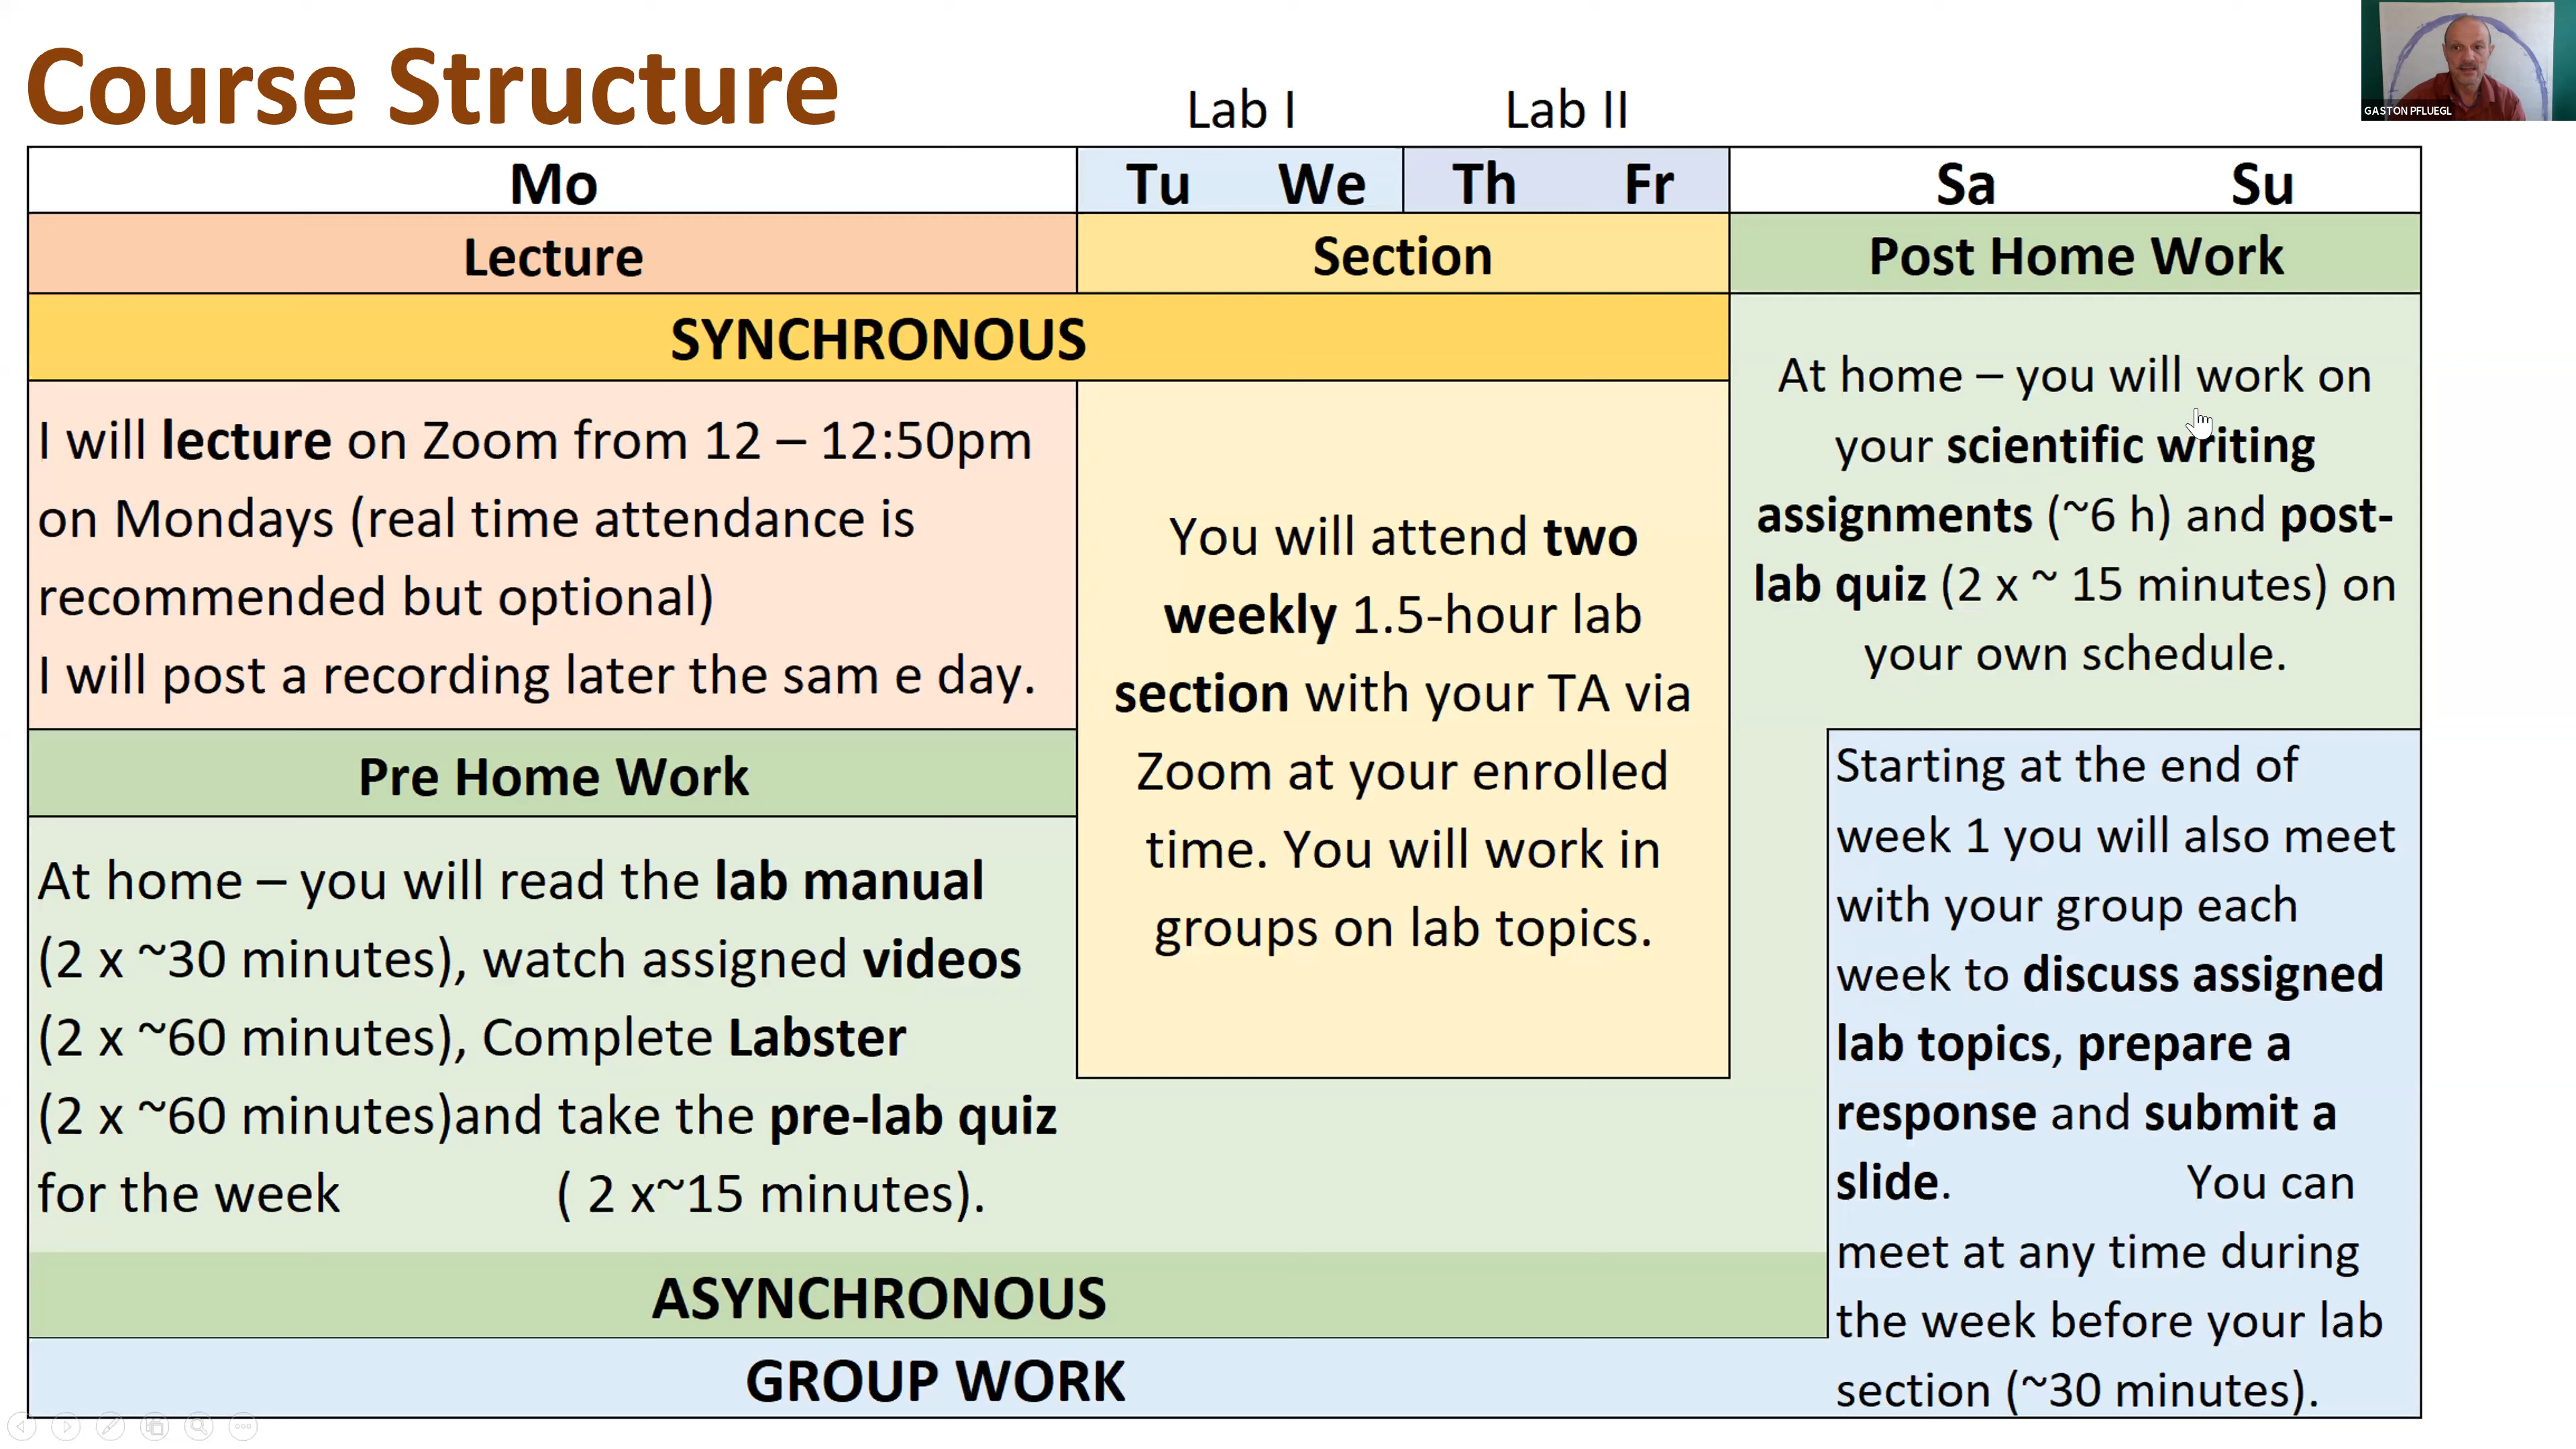 Course Structure
GASTON PFLUEGL
Lab I Lab II
Mo Tu We Th Fr Sa Su
Lecture Section Post Home Work
SYNCHRONOUS
I will lecture on Zoom from 12 – 12:50pm
on Mondays (real time attendance is
recommended but optional)
I will post a recording later the sam e day.
Pre Home Work
At home – you will read the lab manual
(2 x ~30 minutes), watch assigned videos
(2 x ~60 minutes), Complete Labster
(2 x ~60 minutes)and take the pre-lab quiz
for the week ( 2 x~15 minutes).
You will attend two
weekly 1.5-hour lab
section with your TA via
Zoom at your enrolled
time. You will work in
groups on lab topics.
At home – you will work on
your scientific writing
assignments (~6 h) and post-
lab quiz (2 x ~ 15 minutes) on
your own schedule.
Starting at the end of
week 1 you will also meet
with your group each
week to discuss assigned
lab topics, prepare a
response and submit a
slide. You can
meet at any time during
the week before your lab
section (~30 minutes).
ASYNCHRONOUS
GROUP WORK